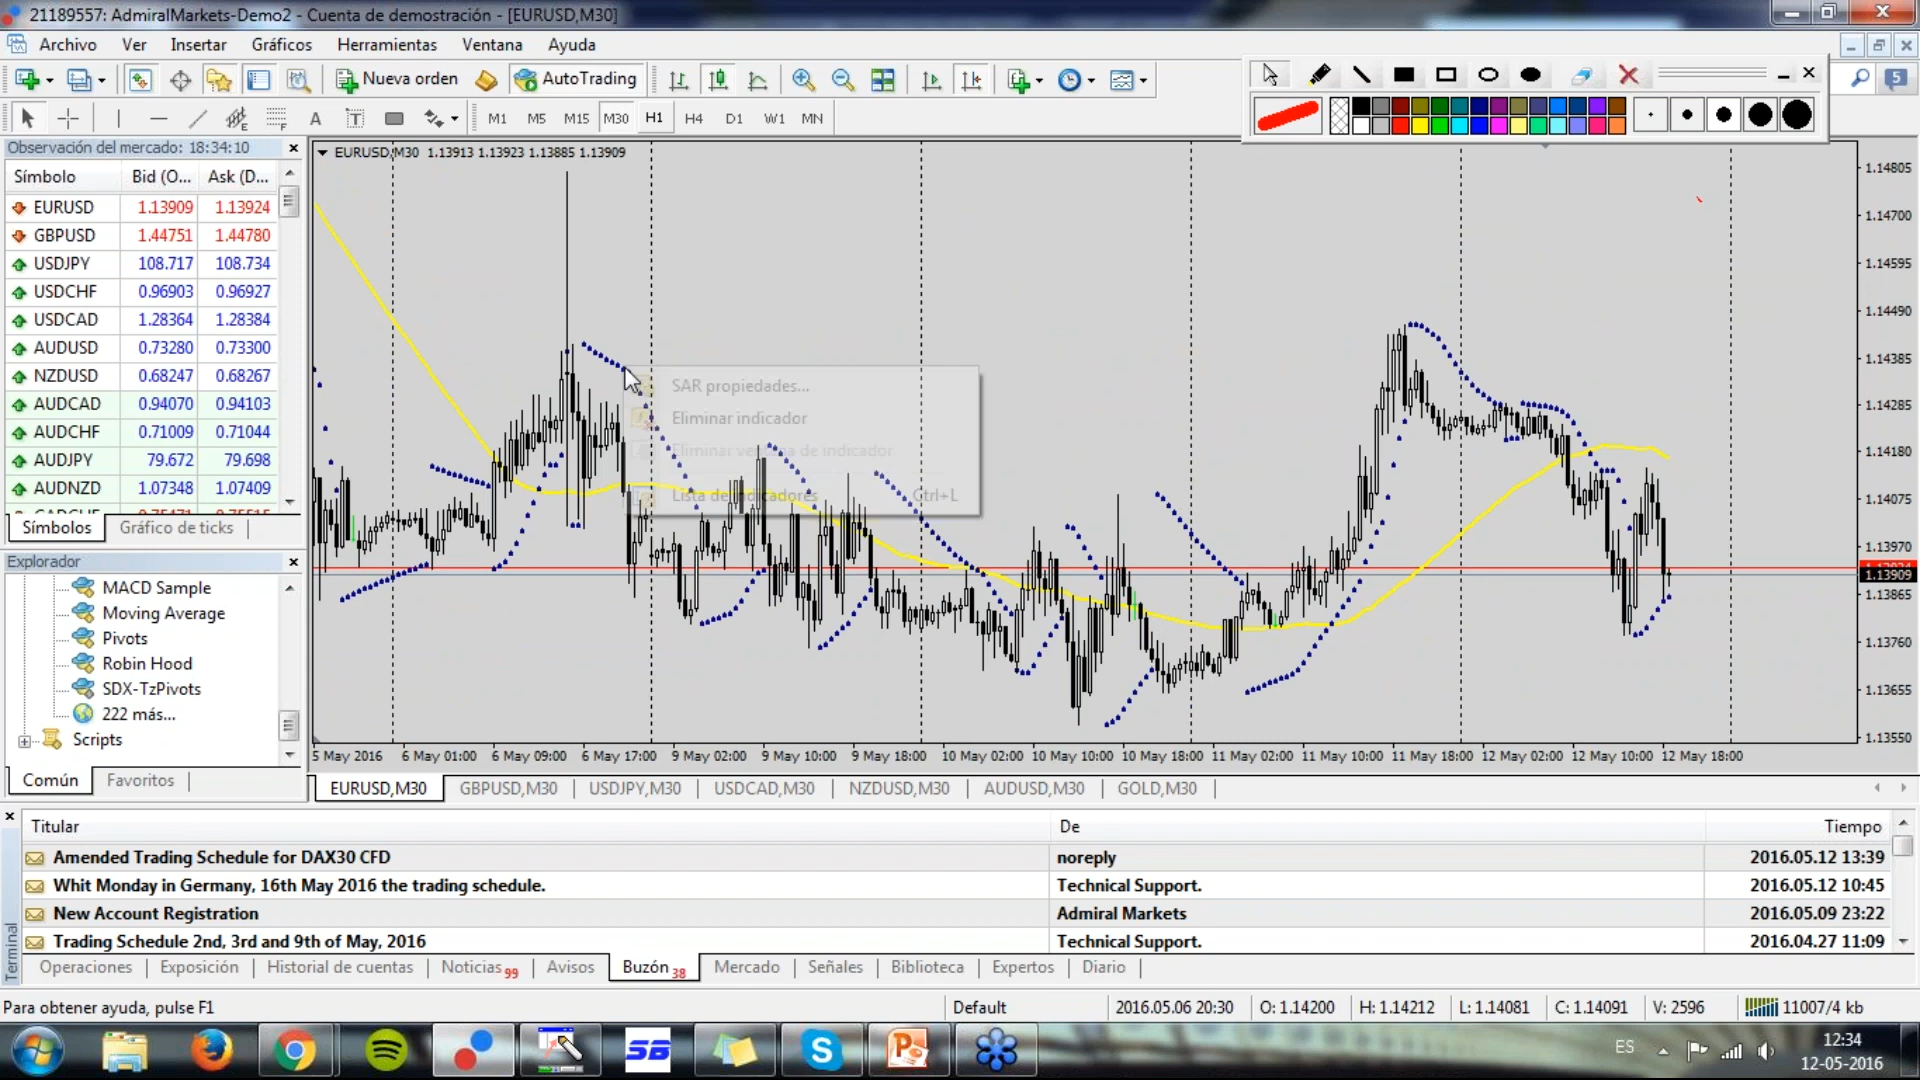 21189557: AdmiralMarkets-Demo2 - Cuenta de demostración - [EURUSD,M30]
Archivo Ver Insertar Gráficos Herramientas Ventana Ayuda
Nueva orden AutoTrading 5
A T M1 M5 M15 M30 H1 H4 D1 W1 MN
Observación del mercado: 18:34:10
Símbolo Bid (O... Ask (D...
EURUSD 1.13909 1.13924
GBPUSD 1.44751 1.44780
USDJPY 108.717 108.734
USDCHF 0.96903 0.96927
USDCAD 1.28364 1.28384
AUDUSD 0.73280 0.73300
NZDUSD 0.68247 0.68267
AUDCAD 0.94070 0.94103
AUDCHF 0.71009 0.71044
AUDJPY 79.672 79.698
AUDNZD 1.07348 1.07409
Símbolos Gráfico de ticks
Explorador
MACD Sample
Moving Average
Pivots
Robin Hood
SDX-TzPivots
222 más...
Scripts
Común Favoritos
EURUSD,M30 1.13913 1.13923 1.13885 1.13909
SAR propiedades...
Eliminar indicador
Eliminar ventana de indicador
Lista de indicadores Ctrl+L
1.14805
1.14700
1.14595
1.14490
1.14385
1.14285
1.14180
1.14075
1.13970
1.13909
1.13865
1.13760
1.13655
1.13550
5 May 2016 6 May 01:00 6 May 09:00 6 May 17:00 9 May 02:00 9 May 10:00 9 May 18:00 10 May 02:00 10 May 10:00 10 May 18:00 11 May 02:00 11 May 10:00 11 May 18:00 12 May 02:00 12 May 10:00 12 May 18:00
EURUSD,M30 GBPUSD,M30 USDJPY,M30 USDCAD,M30 NZDUSD,M30 AUDUSD,M30 GOLD,M30
Titular De Tiempo
Amended Trading Schedule for DAX30 CFD noreply 2016.05.12 13:39
Whit Monday in Germany, 16th May 2016 the trading schedule. Technical Support. 2016.05.12 10:45
New Account Registration Admiral Markets 2016.05.09 23:22
Trading Schedule 2nd, 3rd and 9th of May, 2016 Technical Support. 2016.04.27 11:09
Terminal
Operaciones Exposición Historial de cuentas Noticias 99 Avisos Buzón 38 Mercado Señales Biblioteca Expertos Diario
Para obtener ayuda, pulse F1 Default 2016.05.06 20:30 O: 1.14200 H: 1.14212 L: 1.14081 C: 1.14091 V: 2596 11007/4 kb
ES 12:34
12-05-2016